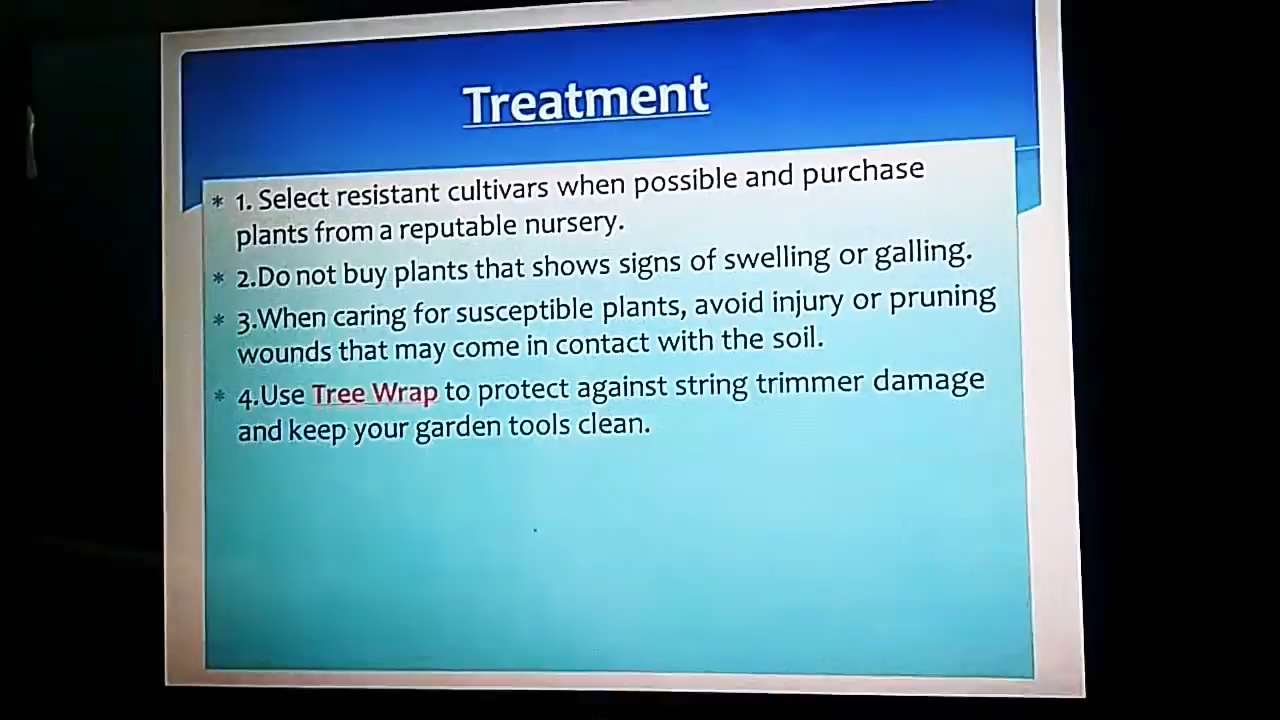 Treatment
* 1. Select resistant cultivars when possible and purchase
plants from a reputable nursery.
* 2.Do not buy plants that shows signs of swelling or galling.
* 3.When caring for susceptible plants, avoid injury or pruning
wounds that may come in contact with the soil.
* 4.Use Tree Wrap to protect against string trimmer damage
and keep your garden tools clean.